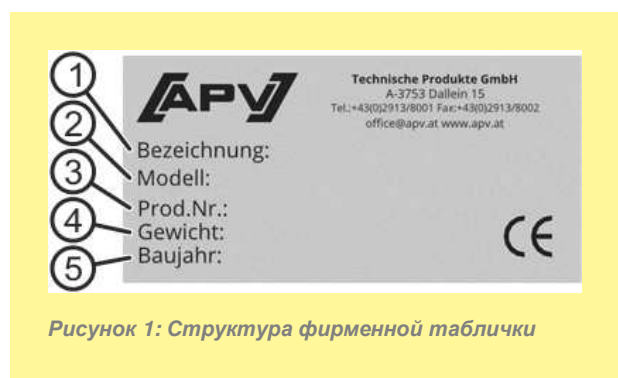 1
2
3
4
5
APV
Technische Produkte GmbH
A-3753 Dallein 15
Tel.:+43(0)2913/8001 Fax:+43(0)2913/8002
office@apv.at www.apv.at
Bezeichnung:
Modell:
Prod.Nr.:
Gewicht:
Baujahr:
CE
Рисунок 1: Структура фирменной таблички